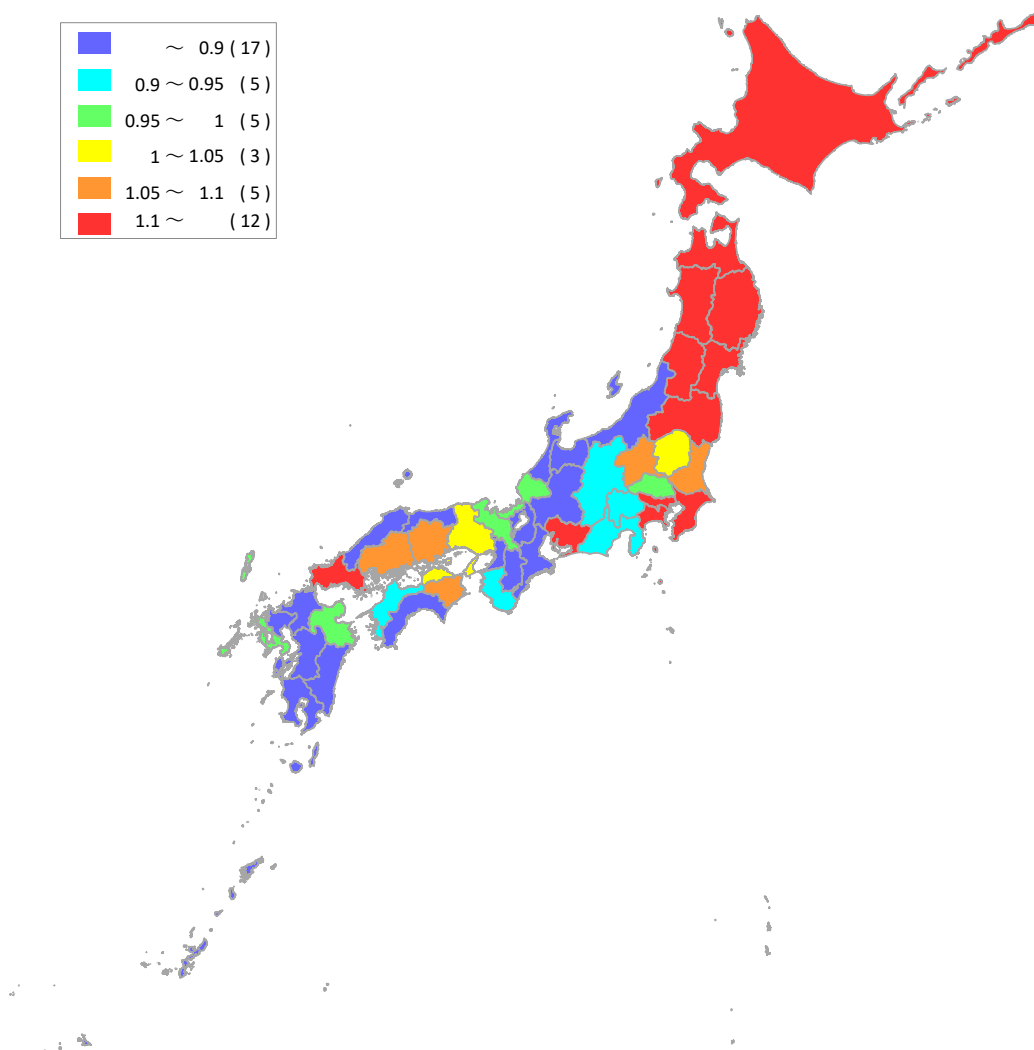 ～ 0.9 ( 17 )
0.9 ～ 0.95 ( 5 )
0.95 ～ 1 ( 5 )
1 ～ 1.05 ( 3 )
1.05 ～ 1.1 ( 5 )
1.1 ～ ( 12 )